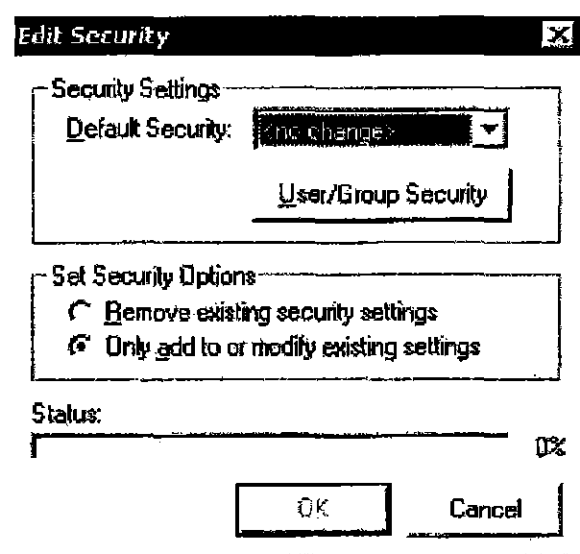 Edit Security
Security Settings
Default Security: <no change>
User/Group Security
Set Security Options
Remove existing security settings
Only add to or modify existing settings
Status:
0%
OK Cancel